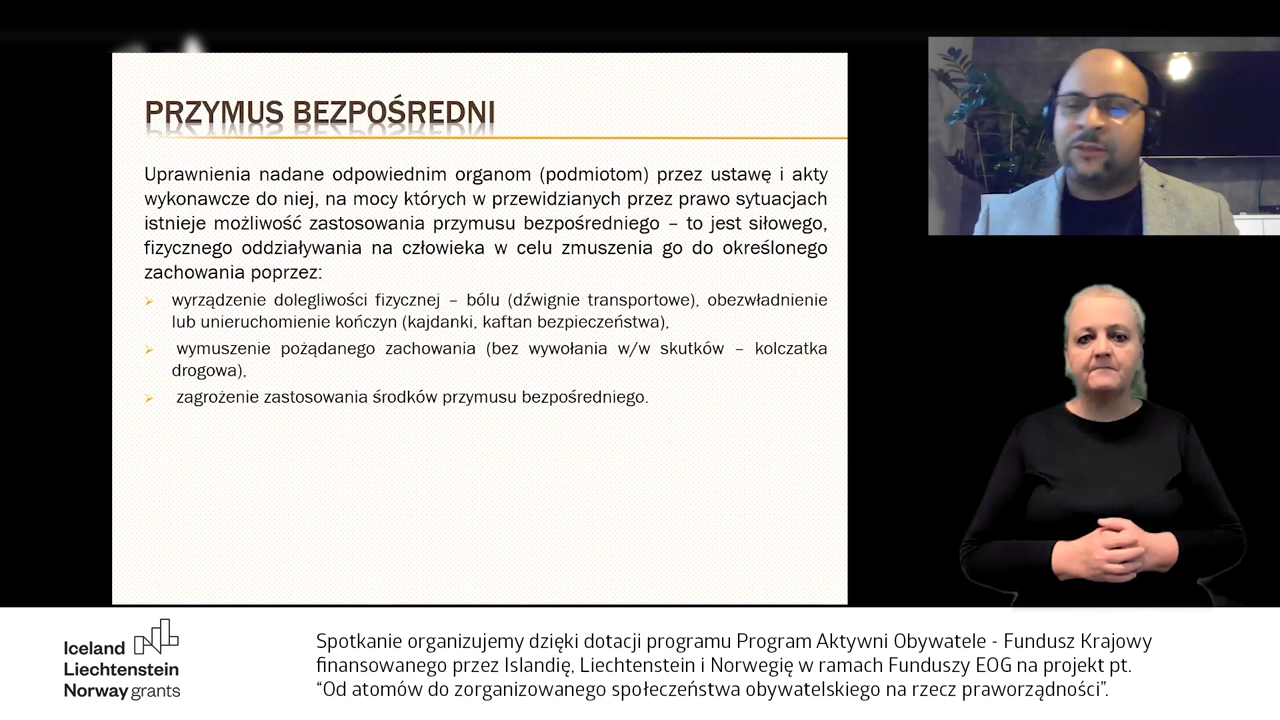 PRZYMUS BEZPOŚREDNI
Uprawnienia nadane odpowiednim organom (podmiotom) przez ustawę i akty
wykonawcze do niej, na mocy których w przewidzianych przez prawo sytuacjach
istnieje możliwość zastosowania przymusu bezpośredniego – to jest siłowego,
fizycznego oddziaływania na człowieka w celu zmuszenia go do określonego
zachowania poprzez:
wyrządzenie dolegliwości fizycznej – bólu (dźwignie transportowe), obezwładnienie
lub unieruchomienie kończyn (kajdanki, kaftan bezpieczeństwa),
wymuszenie pożądanego zachowania (bez wywołania w/w skutków – kolczatka
drogowa),
zagrożenie zastosowania środków przymusu bezpośredniego.
Iceland
Liechtenstein
Norway grants
Spotkanie organizujemy dzięki dotacji programu Program Aktywni Obywatele - Fundusz Krajowy
finansowanego przez Islandię, Liechtenstein i Norwegię w ramach Funduszy EOG na projekt pt.
“Od atomów do zorganizowanego społeczeństwa obywatelskiego na rzecz praworządności”.